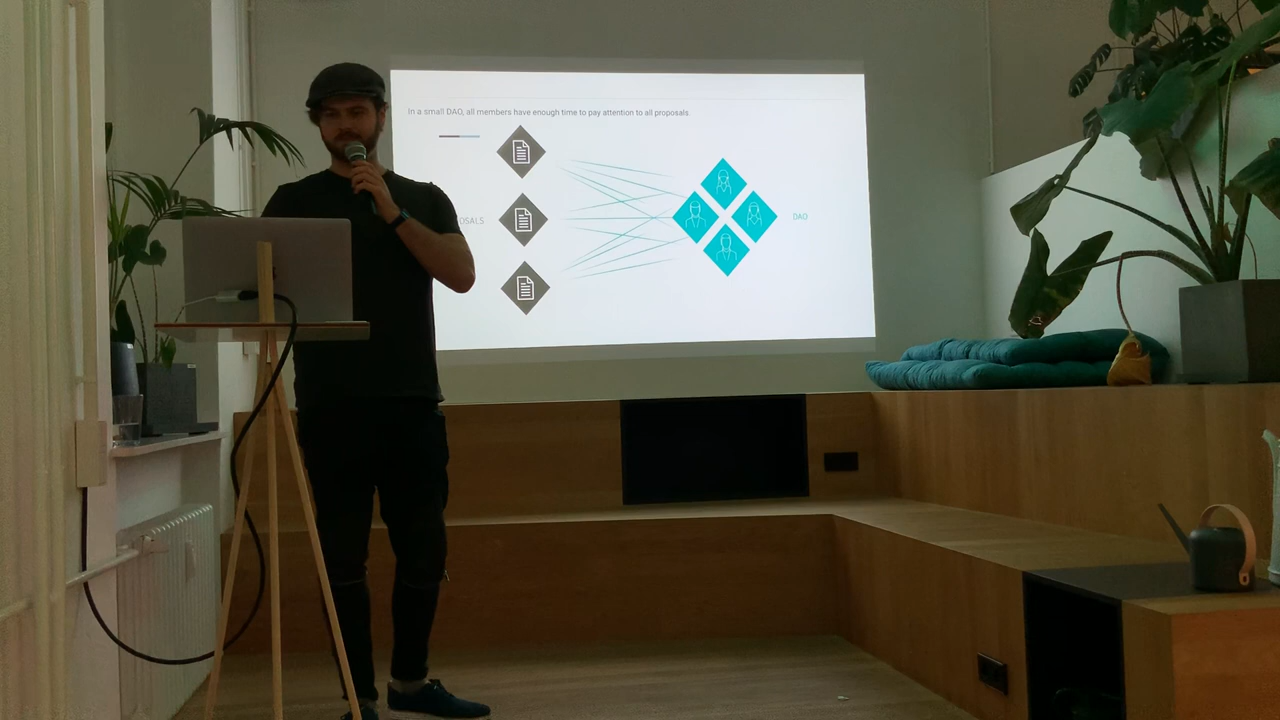 In a small DAO, all members have enough time to pay attention to all proposals.
OSALS
DAO